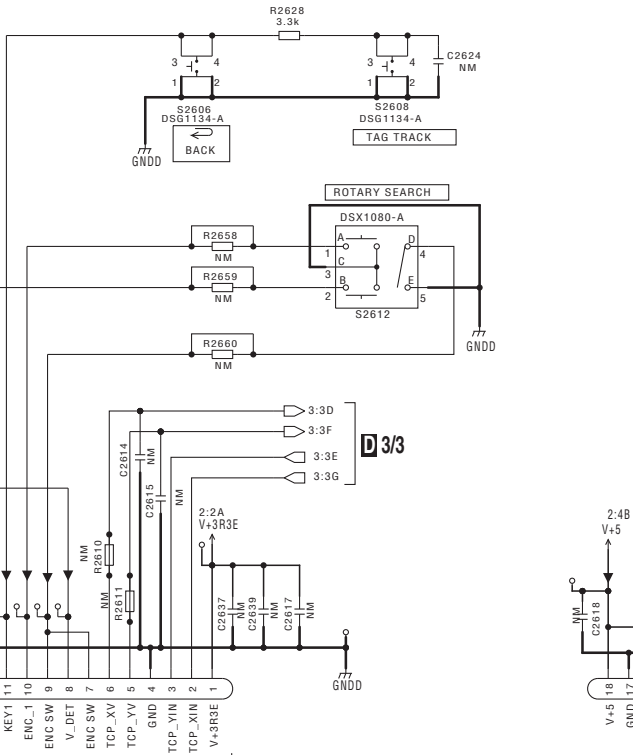 R2628
3.3k
3
4
1
2
S2606
DSG1134-A
BACK
3
4
1
2
S2608
DSG1134-A
TAG TRACK
C2624
NM
GNDD
ROTARY SEARCH
DSX1080-A
A
D
1
4
C
3
B
E
2
5
S2612
R2658
NM
R2659
NM
R2660
NM
GNDD
3:3D
3:3F
3:3E
3:3G
D 3/3
C2614
NM
C2615
NM
NM
R2610
NM
R2611
2:2A
V+3R3E
C2637
NM
C2639
NM
C2617
NM
GNDD
2:4B
V+5
NM
C2618
KEY1 11
ENC_1 10
ENC SW 9
V_DET 8
ENC SW 7
TCP_XV 6
TCP_YV 5
GND 4
TCP_YIN 3
TCP_XIN 2
V+3R3E 1
V+5 18
GND 17